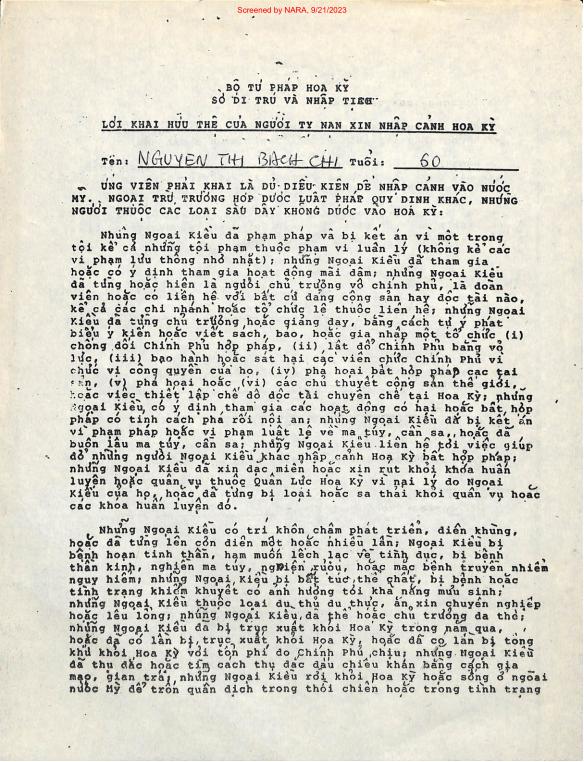 Screened by NARA, 9/21/2023
BỘ TƯ PHÁP HOA KỲ
SỞ DI TRÚ VÀ NHẬP TỊCH
LỜI KHAI HỮU THỆ CỦA NGƯỜI TỴ NẠN XIN NHẬP CẢNH HOA KỲ
Tên: NGUYEN THI BACH CHI Tuổi: 60
ỨNG VIÊN PHẢI KHAI LÀ ĐỦ ĐIỀU KIỆN ĐỂ NHẬP CẢNH VÀO NƯỚC
MỸ. NGOẠI TRỪ TRƯỜNG HỢP ĐƯỢC LUẬT PHÁP QUY ĐỊNH KHÁC, NHỮNG
NGƯỜI THUỘC CÁC LOẠI SAU ĐÂY KHÔNG ĐƯỢC VÀO HOA KỲ:
Những Ngoại Kiều đã phạm pháp và bị kết án vì một trong
tội kể cả những tội phạm thuộc phạm vi luân lý (không kể các
vi phạm lưu thông nhỏ nhặt); những Ngoại Kiều đã tham gia
hoặc có ý định tham gia hoạt động mãi dâm; những Ngoại Kiều
đã từng hoặc hiện là người chủ trương vô chính phủ, là đoàn
viên hoặc có liên hệ với bất cứ đảng cộng sản hay độc tài nào,
kể cả các chi nhánh hoặc tổ chức lệ thuộc liên hệ; những Ngoại
Kiều đã từng chủ trương hoặc giảng dạy, bằng cách tự ý phát
biểu ý kiến hoặc viết sách, báo, hoặc gia nhập một tổ chức (i)
chống đối Chính Phủ hợp pháp, (ii) lật đổ Chính Phủ bằng võ
lực, (iii) bạo hành hoặc sát hại các viên chức Chính Phủ vì
chức vị công quyền của họ, (iv) phá hoại bất hợp pháp các tài
sản, (v) phá hoại hoặc (vi) các chủ thuyết cộng sản thế giới,
hoặc việc thiết lập chế độ độc tài chuyên chế tại Hoa Kỳ; những
Ngoại Kiều có ý định tham gia các hoạt động có hại hoặc bất hợp
pháp có tính cách phá rối nội an; những Ngoại Kiều đã bị kết án
vi phạm pháp hoặc vi phạm luật lệ về ma túy, cần sa, hoặc đã
buôn lậu ma túy, cần sa; những Ngoại Kiều liên hệ tới việc giúp
đỡ những người Ngoại Kiều khác nhập cảnh Hoa Kỳ bất hợp pháp;
những Ngoại Kiều đã xin đặc miễn hoặc xin rút khỏi khóa huấn
luyện hoặc quân vụ thuộc Quân Lực Hoa Kỳ vì nại lý do Ngoại
Kiều của họ, hoặc đã từng bị loại hoặc sa thải khỏi quân vụ hoặc
các khóa huấn luyện đó.
Những Ngoại Kiều có trí khôn chậm phát triển, điên khùng,
hoặc đã từng lên cơn điên một hoặc nhiều lần; Ngoại Kiều bị
bệnh hoạn tinh thần, ham muốn lệch lạc về tình dục, bị bệnh
thần kinh, nghiện ma túy, nghiện rượu, hoặc mắc bệnh truyền nhiễm
nguy hiểm; những Ngoại Kiều bị bất túc thể chất, bị bệnh hoặc
tình trạng khiếm khuyết có ảnh hưởng tới khả năng mưu sinh;
những Ngoại Kiều thuộc loại du thủ du thực, ăn xin chuyên nghiệp
hoặc lêu lỏng; những Ngoại Kiều đa thê hoặc chủ trương đa thê;
những Ngoại Kiều đã bị trục xuất khỏi Hoa Kỳ trong năm qua,
hoặc đã có lần bị trục xuất khỏi Hoa Kỳ, hoặc đã có lần bị tống
khứ khỏi Hoa Kỳ với tổn phí do Chính Phủ chịu; những Ngoại Kiều
đã thụ đắc hoặc tìm cách thụ đắc dấu chiếu khán bằng cách giả
mạo, gian trá; những Ngoại Kiều rời khỏi Hoa Kỳ hoặc sống ở ngoài
nước Mỹ để trốn quân dịch trong thời chiến hoặc trong tình trạng